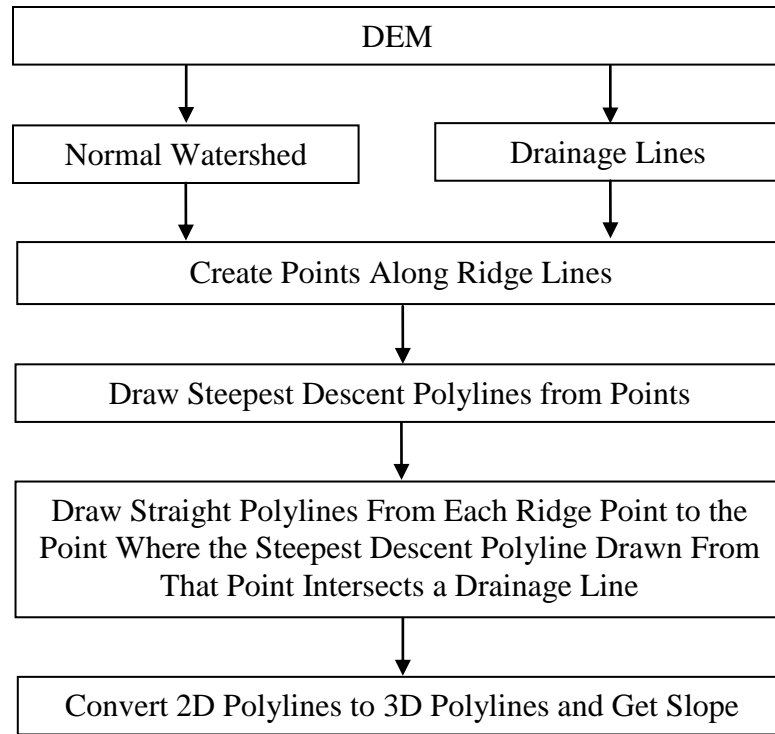 DEM
Normal Watershed
Drainage Lines
Create Points Along Ridge Lines
Draw Steepest Descent Polylines from Points
Draw Straight Polylines From Each Ridge Point to the
Point Where the Steepest Descent Polyline Drawn From
That Point Intersects a Drainage Line
Convert 2D Polylines to 3D Polylines and Get Slope